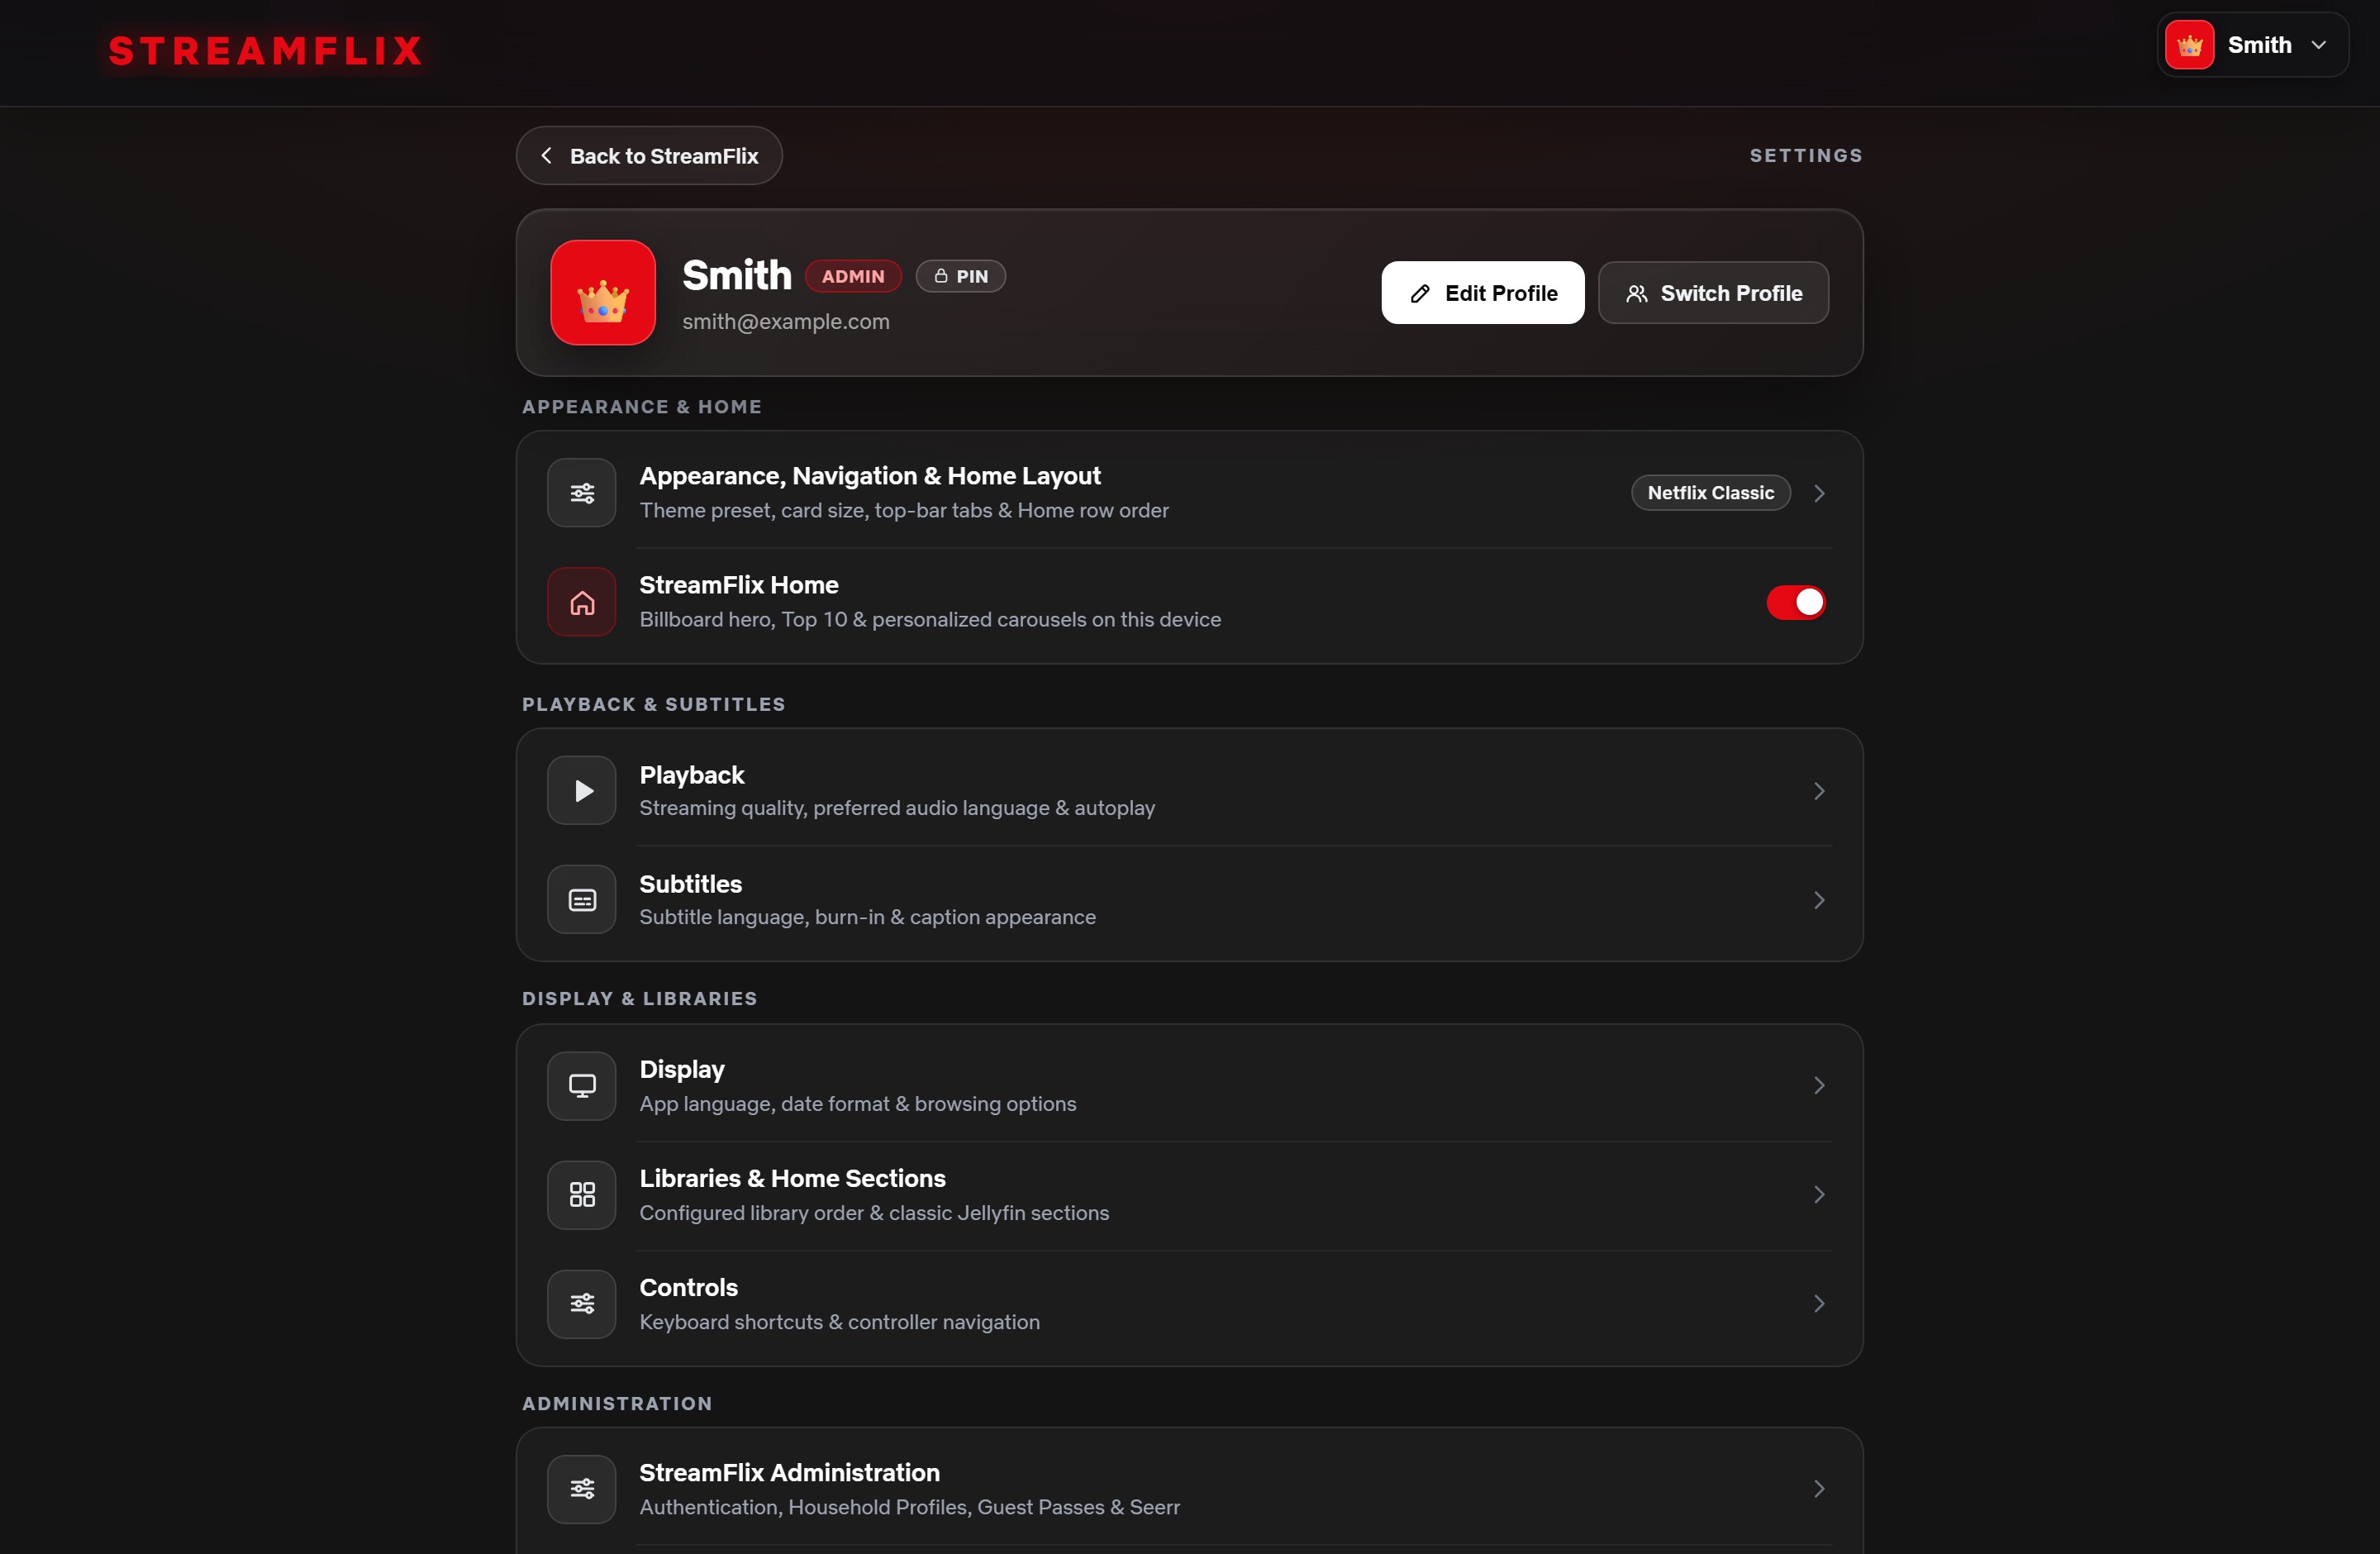 STREAMFLIX
Smith
Back to StreamFlix
SETTINGS
Smith ADMIN PIN
smith@example.com
Edit Profile
Switch Profile
APPEARANCE & HOME
Appearance, Navigation & Home Layout
Theme preset, card size, top-bar tabs & Home row order
Netflix Classic
StreamFlix Home
Billboard hero, Top 10 & personalized carousels on this device
PLAYBACK & SUBTITLES
Playback
Streaming quality, preferred audio language & autoplay
Subtitles
Subtitle language, burn-in & caption appearance
DISPLAY & LIBRARIES
Display
App language, date format & browsing options
Libraries & Home Sections
Configured library order & classic Jellyfin sections
Controls
Keyboard shortcuts & controller navigation
ADMINISTRATION
StreamFlix Administration
Authentication, Household Profiles, Guest Passes & Seerr